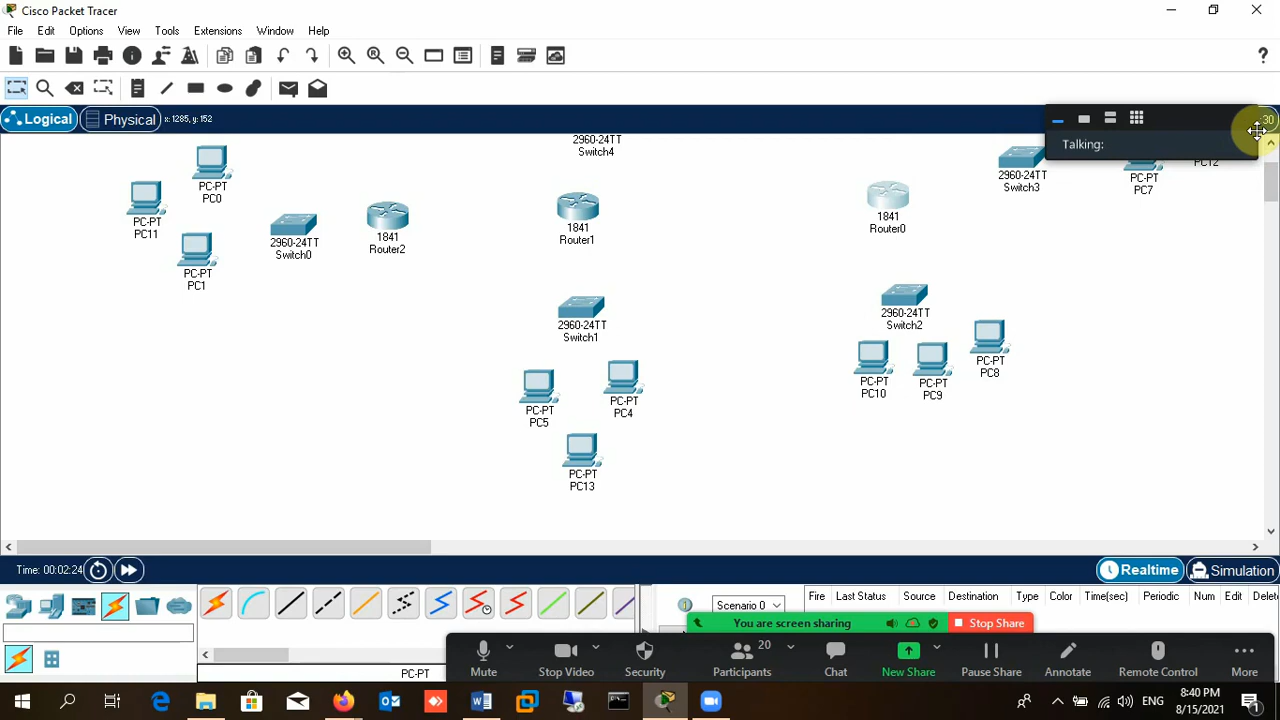 Cisco Packet Tracer
File Edit Options View Tools Extensions Window Help
Logical Physical x: 1285, y: 152
30
Talking:
2960-24TT
Switch4
PC12
PC-PT
PC0
PC-PT
PC11
PC-PT
PC1
2960-24TT
Switch0
1841
Router2
1841
Router1
1841
Router0
2960-24TT
Switch3
PC-PT
PC7
2960-24TT
Switch1
2960-24TT
Switch2
PC-PT
PC8
PC-PT
PC10
PC-PT
PC9
PC-PT
PC5
PC-PT
PC4
PC-PT
PC13
Time: 00:02:24
Realtime Simulation
Scenario 0
Fire Last Status Source Destination Type Color Time(sec) Periodic Num Edit Delet
You are screen sharing Stop Share
PC-PT
Mute Stop Video Security Participants 20 Chat New Share Pause Share Annotate Remote Control More
ENG
8:40 PM
8/15/2021